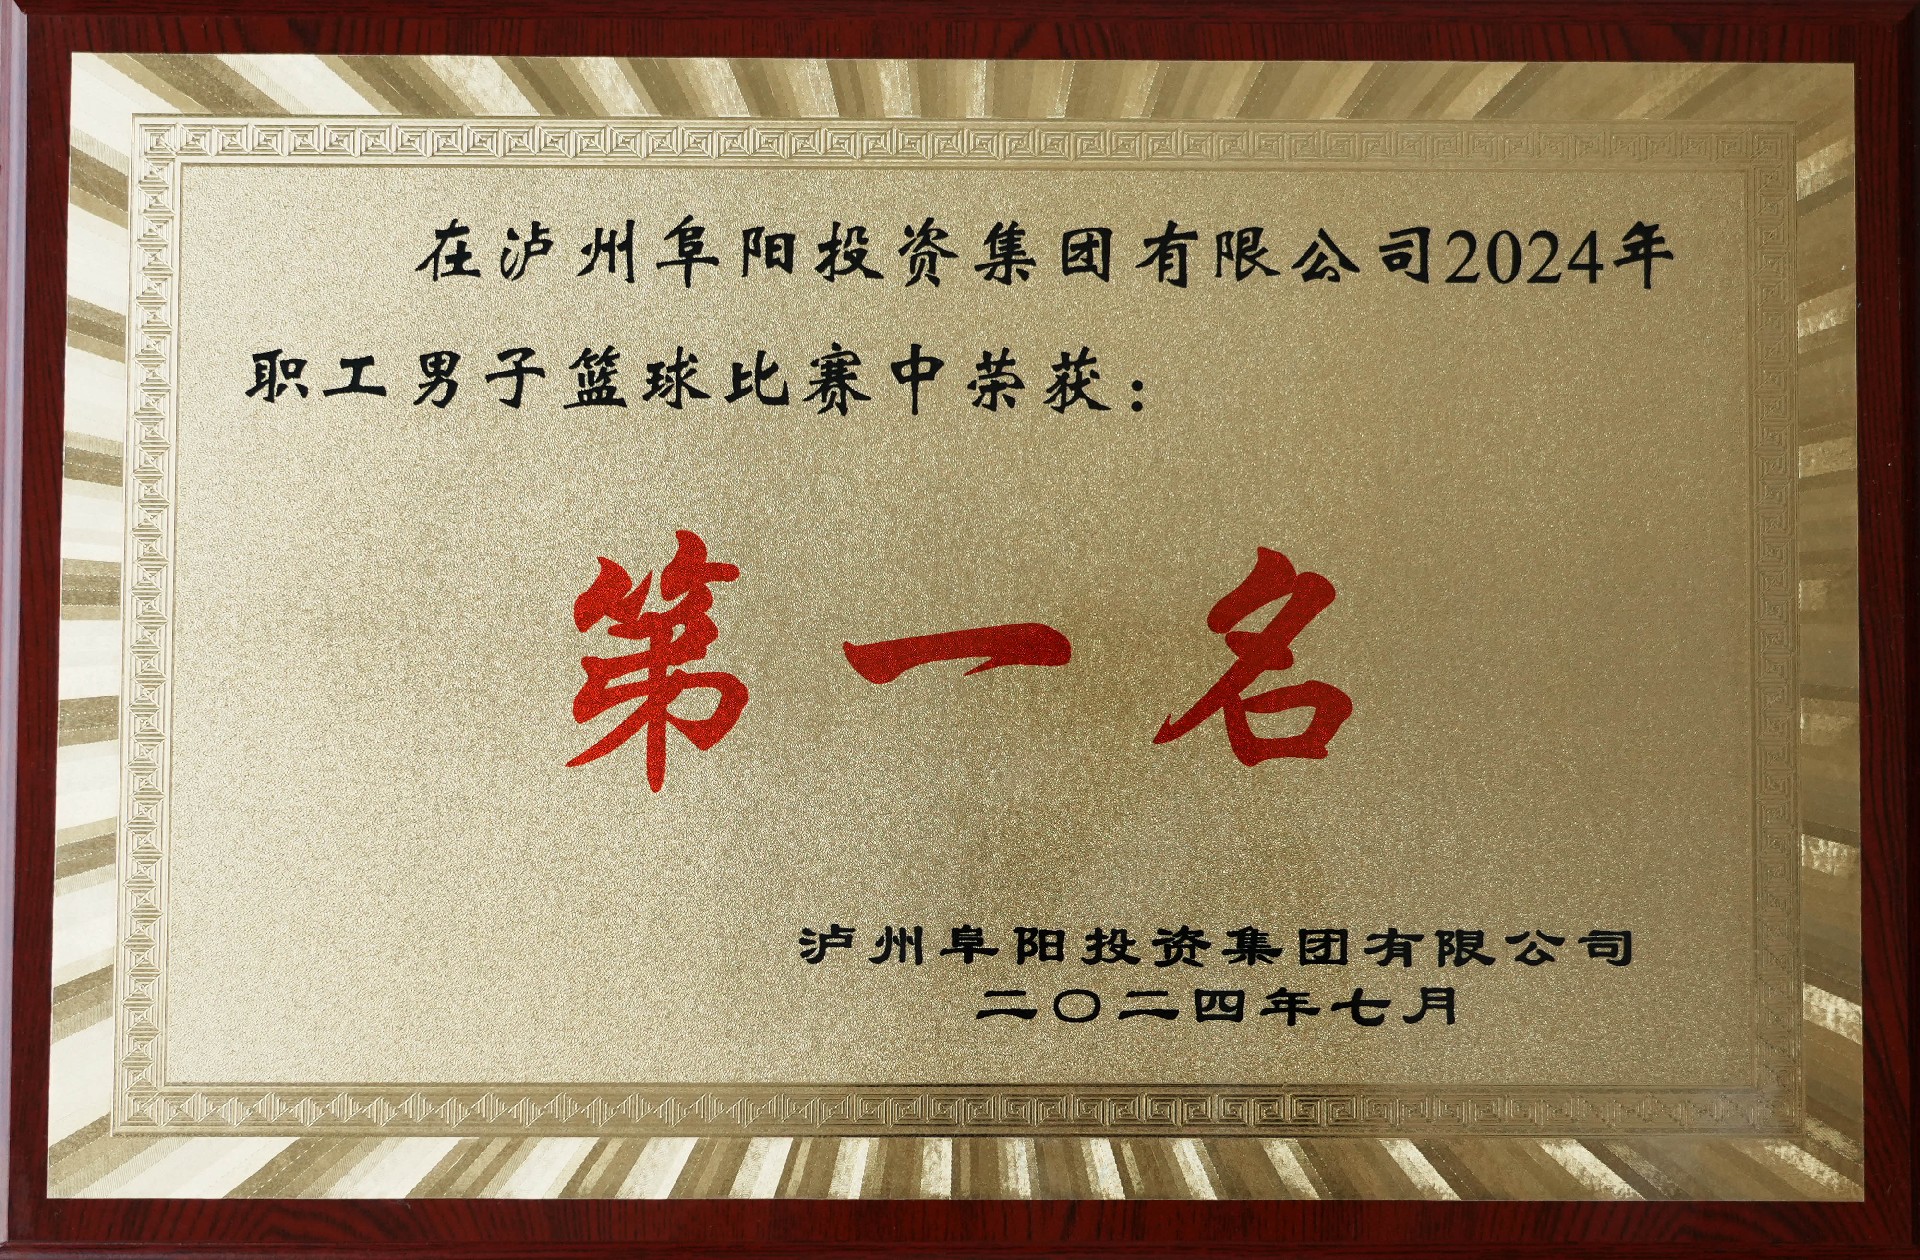 在泸州阜阳投资集团有限公司2024年
职工男子篮球比赛中荣获：
第一名
泸州阜阳投资集团有限公司
二〇二四年七月